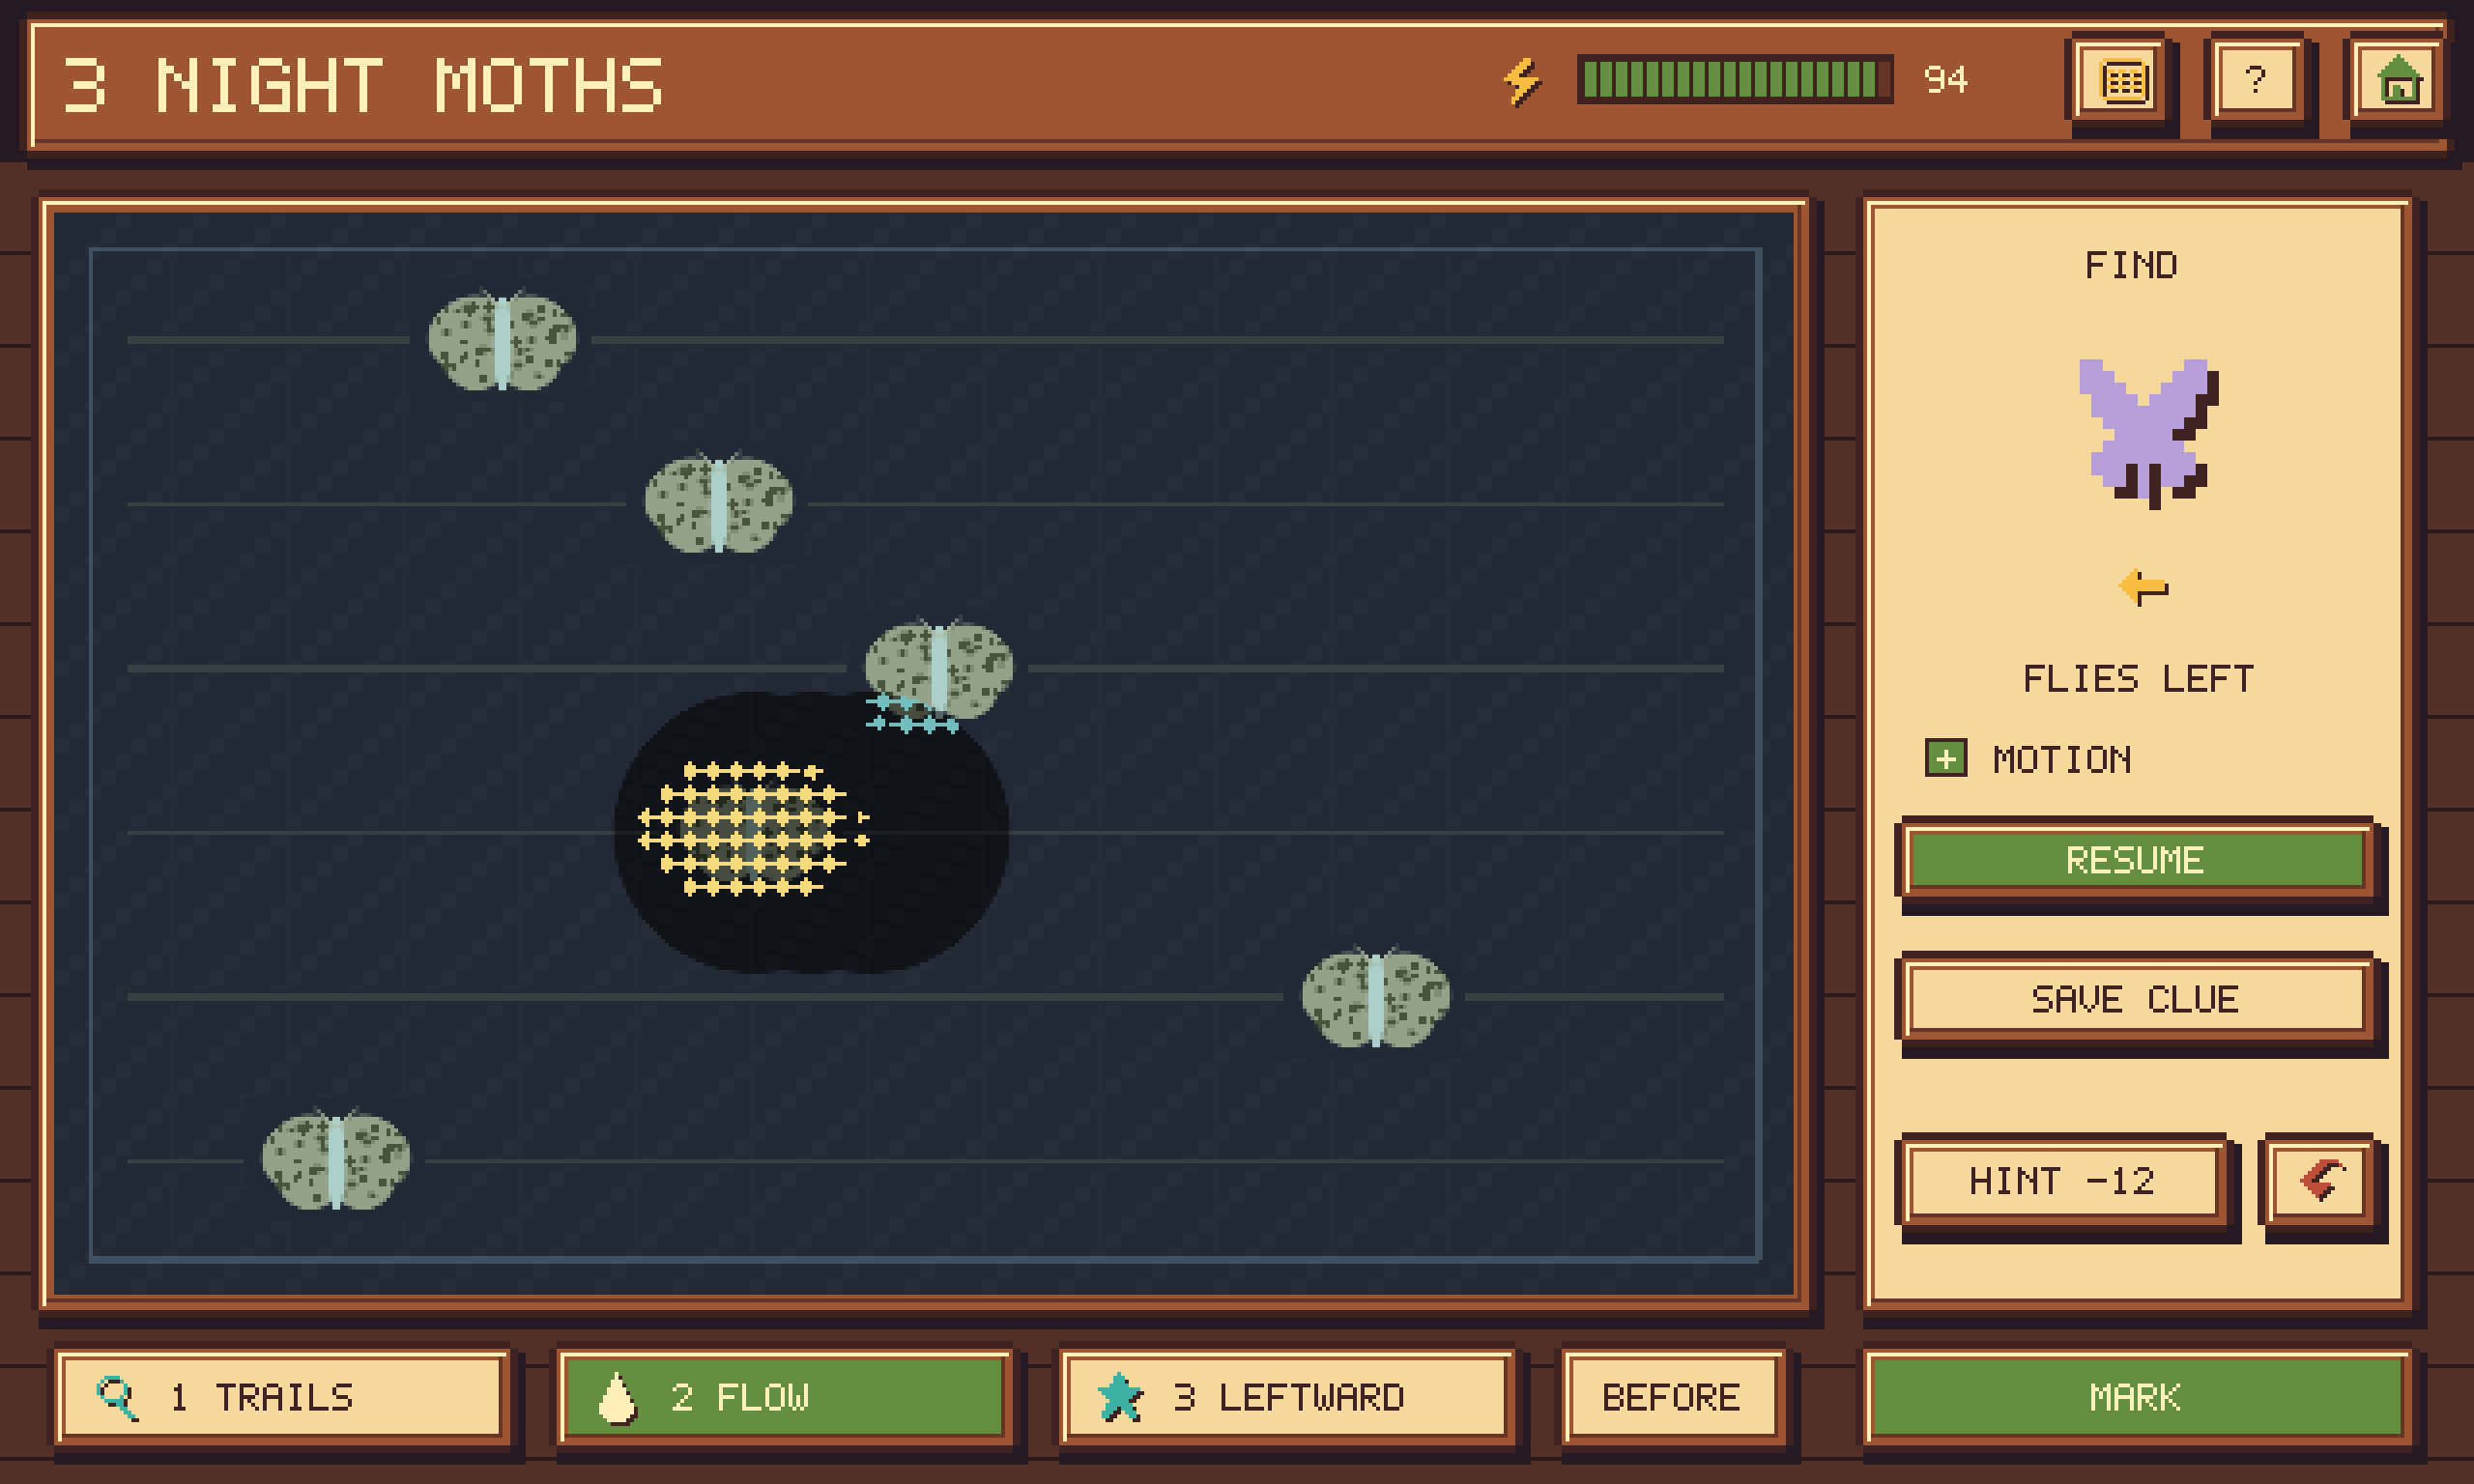 3 NIGHT MOTHS
94
?
FIND
FLIES LEFT
+ MOTION
RESUME
SAVE CLUE
HINT -12
1 TRAILS
2 FLOW
3 LEFTWARD
BEFORE
MARK